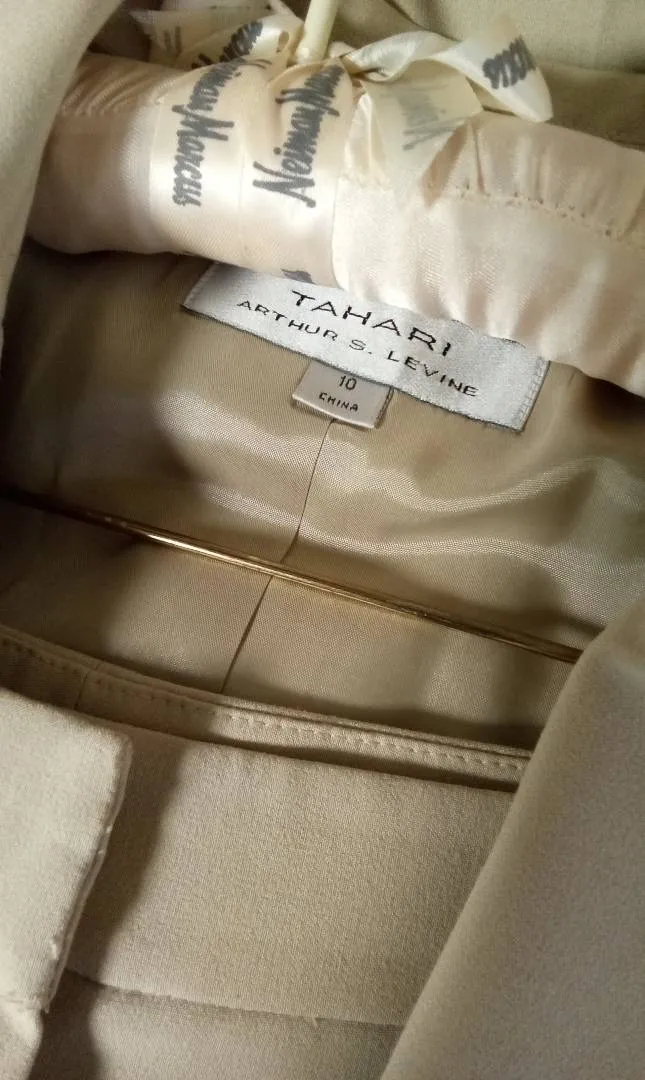 Neiman Marcus
Neiman
Marcus
TAHARI
ARTHUR S. LEVINE
10
CHINA